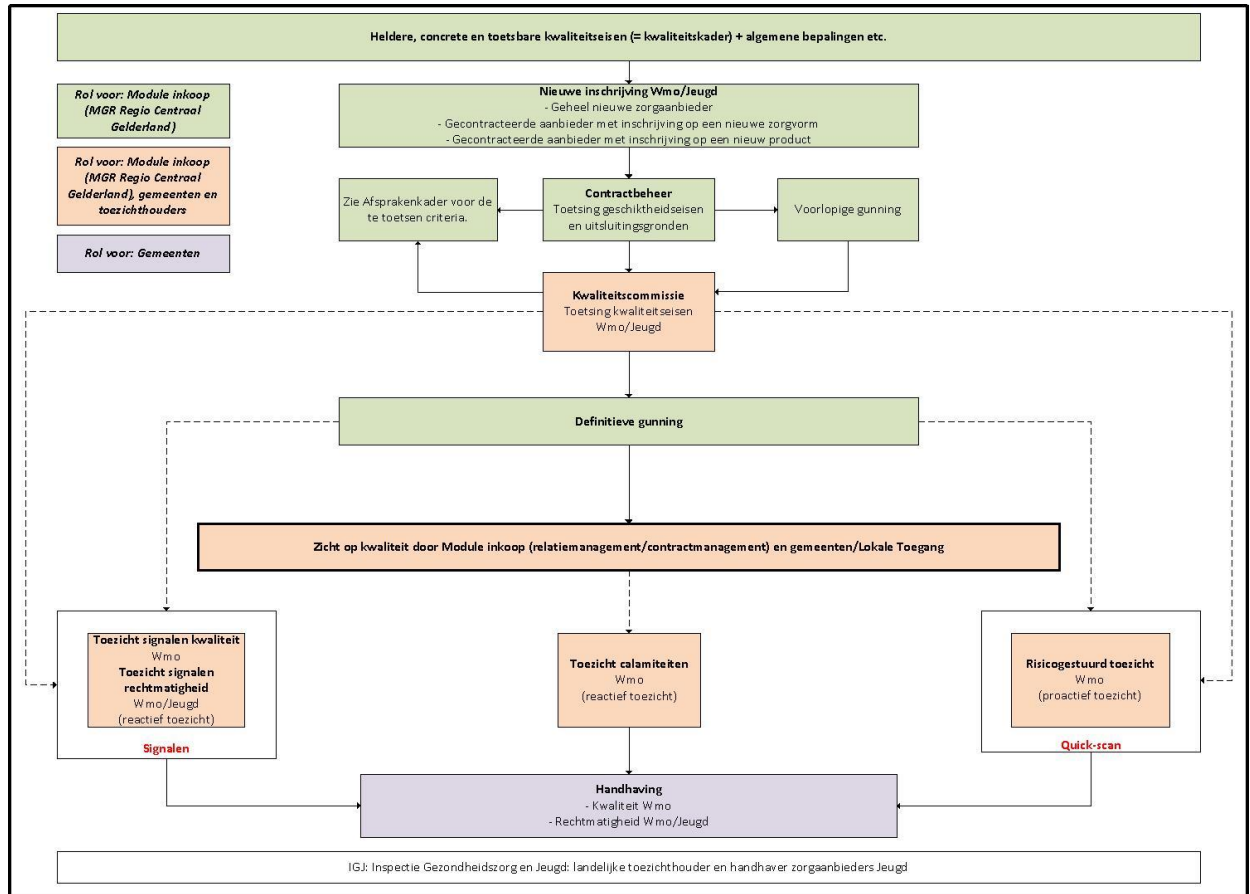 Heldere, concrete en toetsbare kwaliteitseisen (= kwaliteitskader) + algemene bepalingen etc.
Rol voor: Module inkoop
(MGR Regio Centraal
Gelderland)
Nieuwe inschrijving Wmo/Jeugd
- Geheel nieuwe zorgaanbieder
- Gecontracteerde aanbieder met inschrijving op een nieuwe zorgvorm
- Gecontracteerde aanbieder met inschrijving op een nieuw product
Rol voor: Module inkoop
(MGR Regio Centraal
Gelderland), gemeenten en
toezichthouders
Rol voor: Gemeenten
Zie Afsprakenkader voor de
te toetsen criteria.
Contractbeheer
Toetsing geschiktheidseisen
en uitsluitingsgronden
Voorlopige gunning
Kwaliteitscommissie
Toetsing kwaliteitseisen
Wmo/Jeugd
Definitieve gunning
Zicht op kwaliteit door Module inkoop (relatiemanagement/contractmanagement) en gemeenten/Lokale Toegang
Toezicht signalen kwaliteit
Wmo
Toezicht signalen
rechtmatigheid
Wmo/Jeugd
(reactief toezicht)
Signalen
Toezicht calamiteiten
Wmo
(reactief toezicht)
Risicogestuurd toezicht
Wmo
(proactief toezicht)
Quick-scan
Handhaving
- Kwaliteit Wmo
- Rechtmatigheid Wmo/Jeugd
IGJ: Inspectie Gezondheidszorg en Jeugd: landelijke toezichthouder en handhaver zorgaanbieders Jeugd